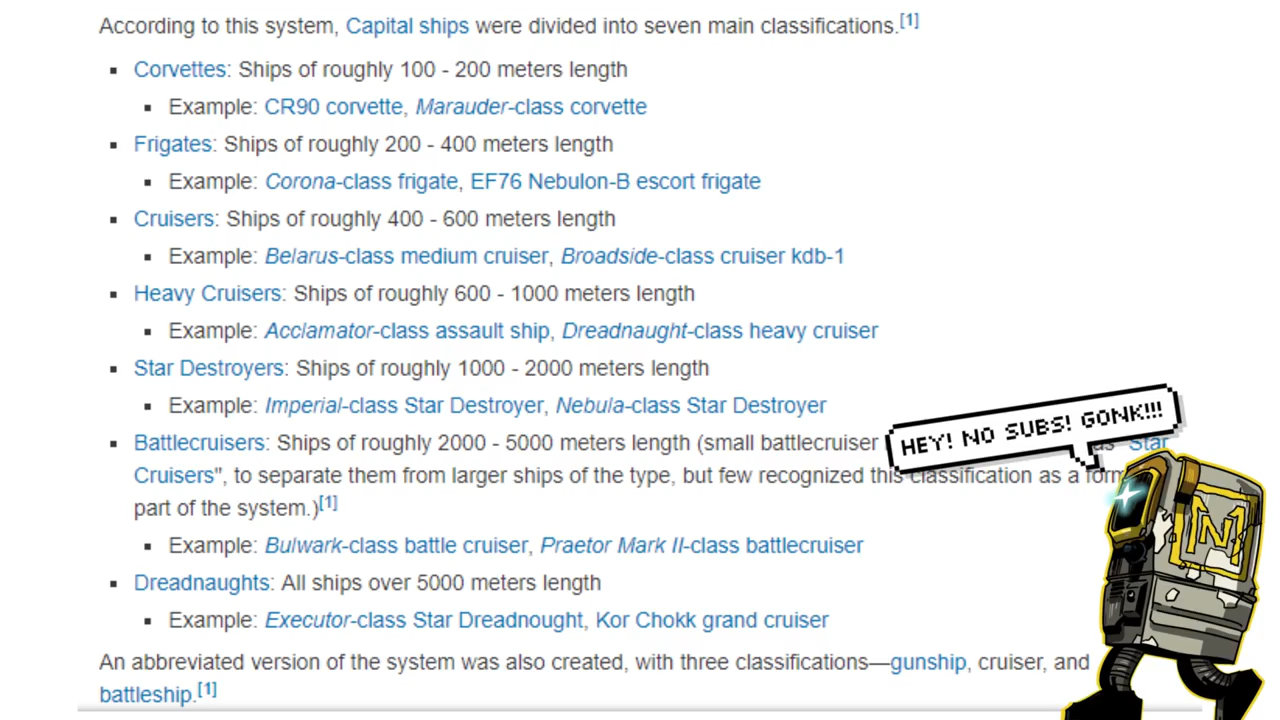 According to this system, Capital ships were divided into seven main classifications.[1]
▪ Corvettes: Ships of roughly 100 - 200 meters length
▪ Example: CR90 corvette, Marauder-class corvette
▪ Frigates: Ships of roughly 200 - 400 meters length
▪ Example: Corona-class frigate, EF76 Nebulon-B escort frigate
▪ Cruisers: Ships of roughly 400 - 600 meters length
▪ Example: Belarus-class medium cruiser, Broadside-class cruiser kdb-1
▪ Heavy Cruisers: Ships of roughly 600 - 1000 meters length
▪ Example: Acclamator-class assault ship, Dreadnaught-class heavy cruiser
▪ Star Destroyers: Ships of roughly 1000 - 2000 meters length
▪ Example: Imperial-class Star Destroyer, Nebula-class Star Destroyer
HEY! NO SUBS! GONK!!!
▪ Battlecruisers: Ships of roughly 2000 - 5000 meters length (small battlecruiser "Star
Cruisers", to separate them from larger ships of the type, but few recognized this classification as a
part of the system.)[1]
▪ Example: Bulwark-class battle cruiser, Praetor Mark II-class battlecruiser
▪ Dreadnaughts: All ships over 5000 meters length
▪ Example: Executor-class Star Dreadnought, Kor Chokk grand cruiser
An abbreviated version of the system was also created, with three classifications—gunship, cruiser, and
battleship.[1]
N